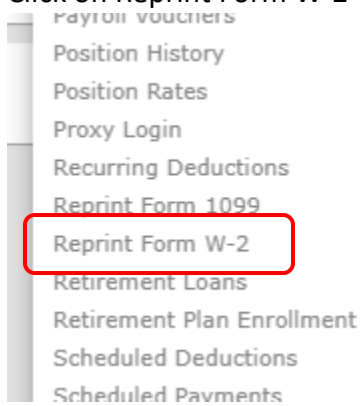 Click on Reprint Form W-2
Payroll Vouchers
Position History
Position Rates
Proxy Login
Recurring Deductions
Reprint Form 1099
Reprint Form W-2
Retirement Loans
Retirement Plan Enrollment
Scheduled Deductions
Scheduled Payments